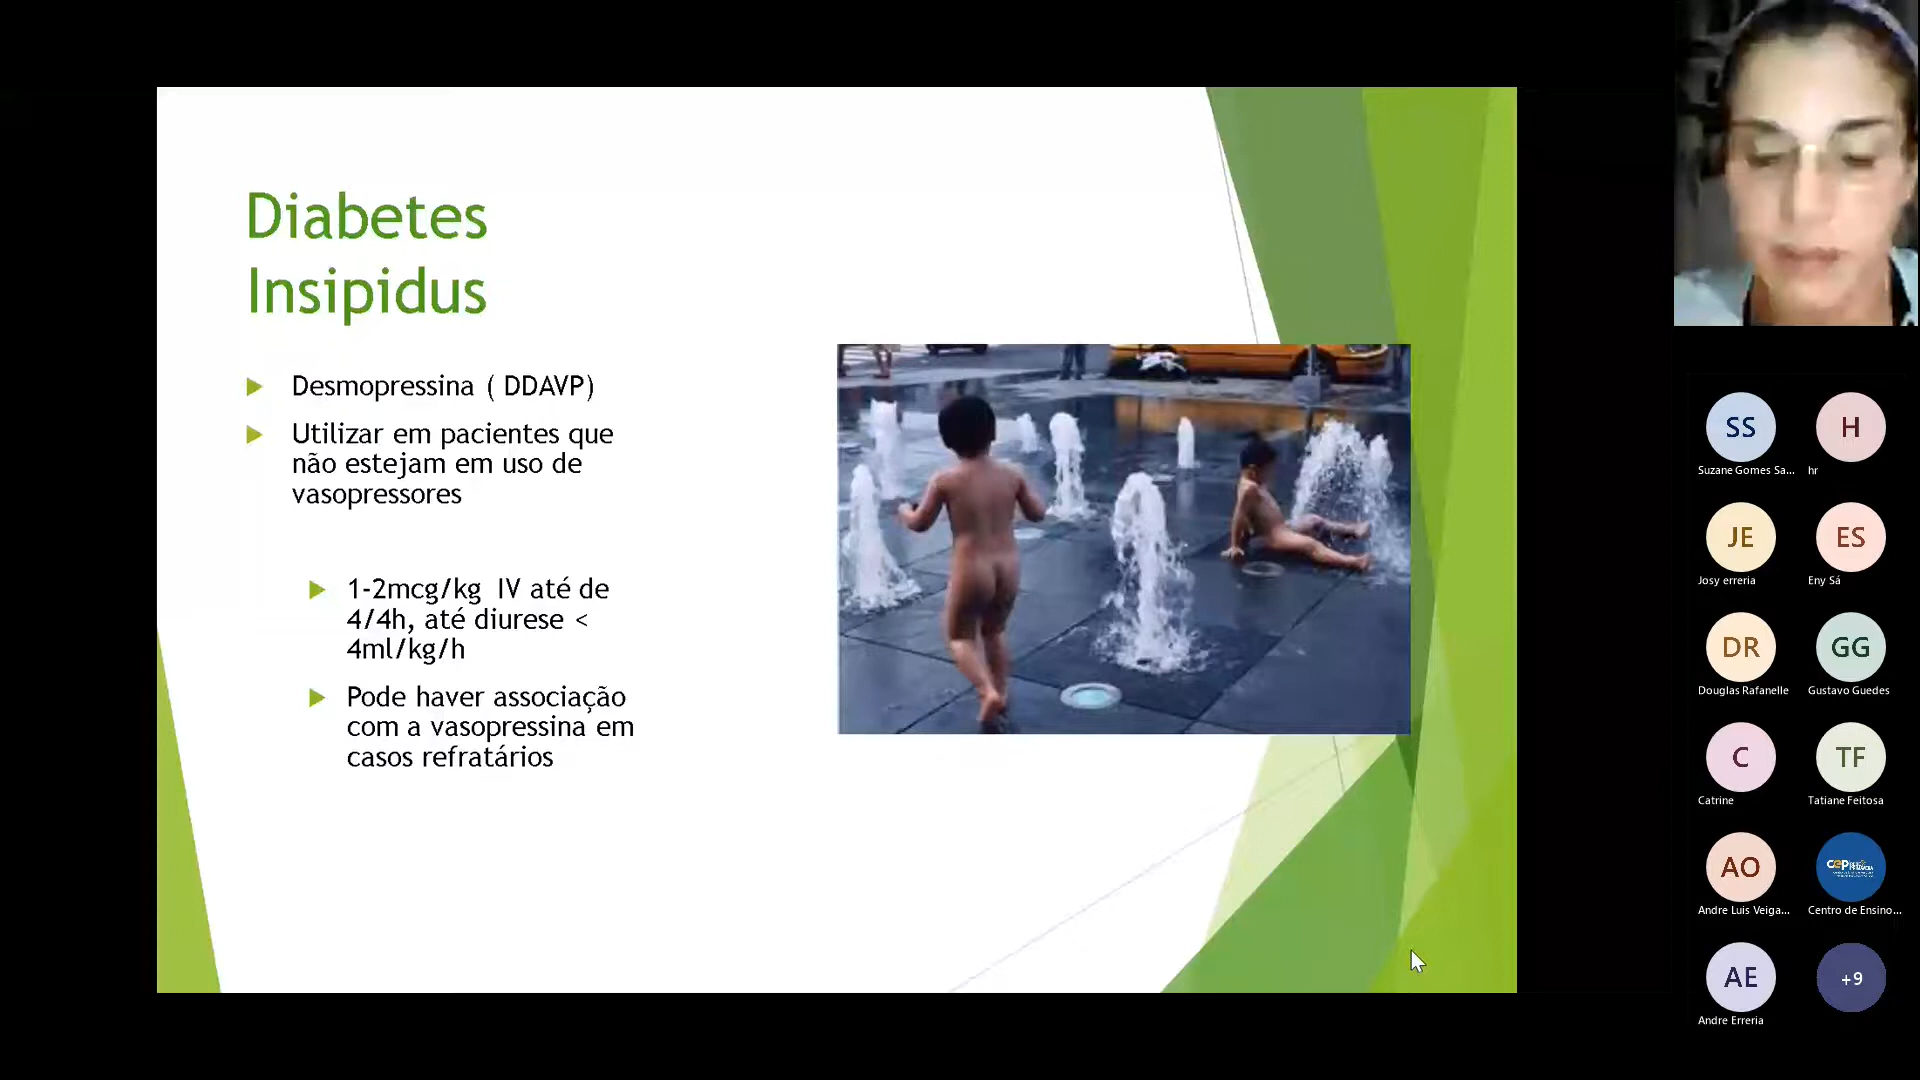 Diabetes
Insipidus
Desmopressina ( DDAVP)
Utilizar em pacientes que
não estejam em uso de
vasopressores
1-2mcg/kg IV até de
4/4h, até diurese <
4ml/kg/h
Pode haver associação
com a vasopressina em
casos refratários
SS
Suzane Gomes Sa...
H
hr
JE
Josy erreria
ES
Eny Sá
DR
Douglas Rafanelle
GG
Gustavo Guedes
C
Catrine
TF
Tatiane Feitosa
AO
Andre Luis Veiga...
cep
Centro de Ensino...
AE
Andre Erreria
+9